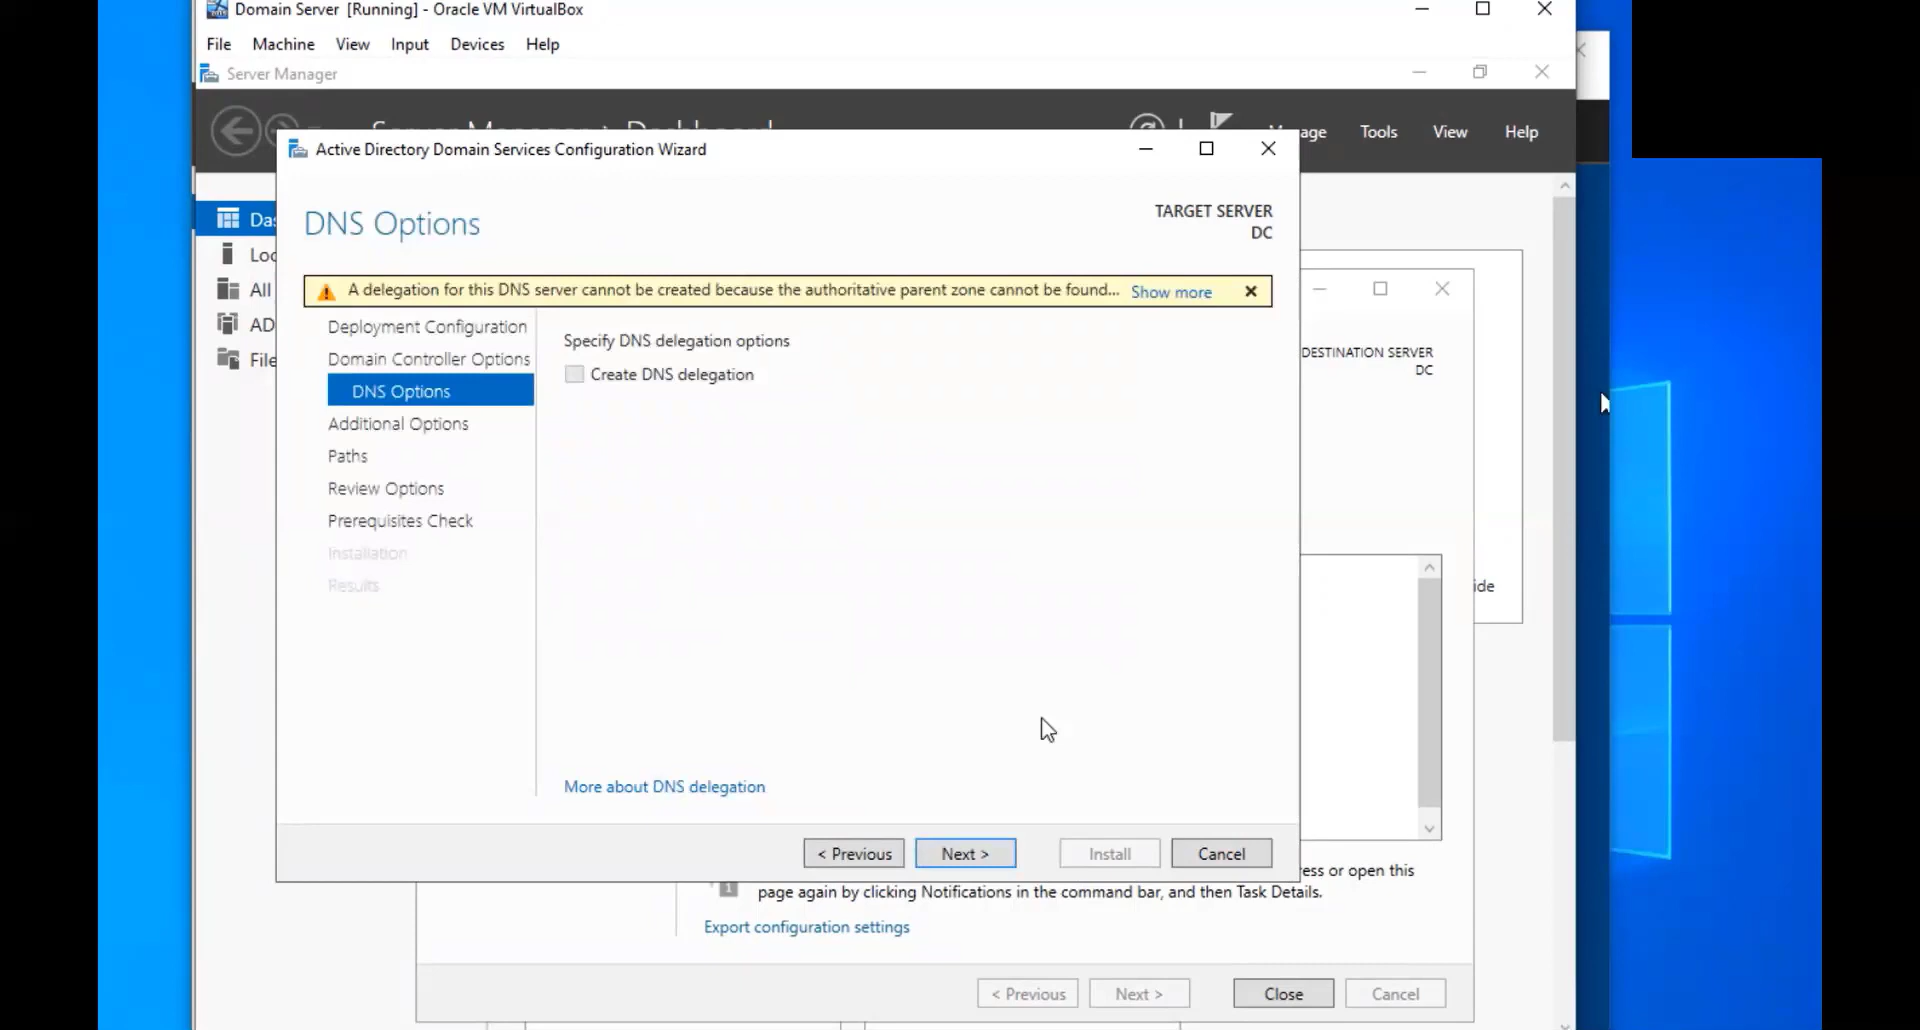 Domain Server [Running] - Oracle VM VirtualBox
File Machine View Input Devices Help
Server Manager
Manage Tools View Help
Active Directory Domain Services Configuration Wizard
DNS Options
TARGET SERVER
DC
A delegation for this DNS server cannot be created because the authoritative parent zone cannot be found... Show more
Deployment Configuration
Domain Controller Options
DNS Options
Additional Options
Paths
Review Options
Prerequisites Check
Installation
Results
Specify DNS delegation options
Create DNS delegation
More about DNS delegation
< Previous Next > Install Cancel
All
AD
File
DESTINATION SERVER
DC
or open this
page again by clicking Notifications in the command bar, and then Task Details.
Export configuration settings
< Previous Next > Close Cancel